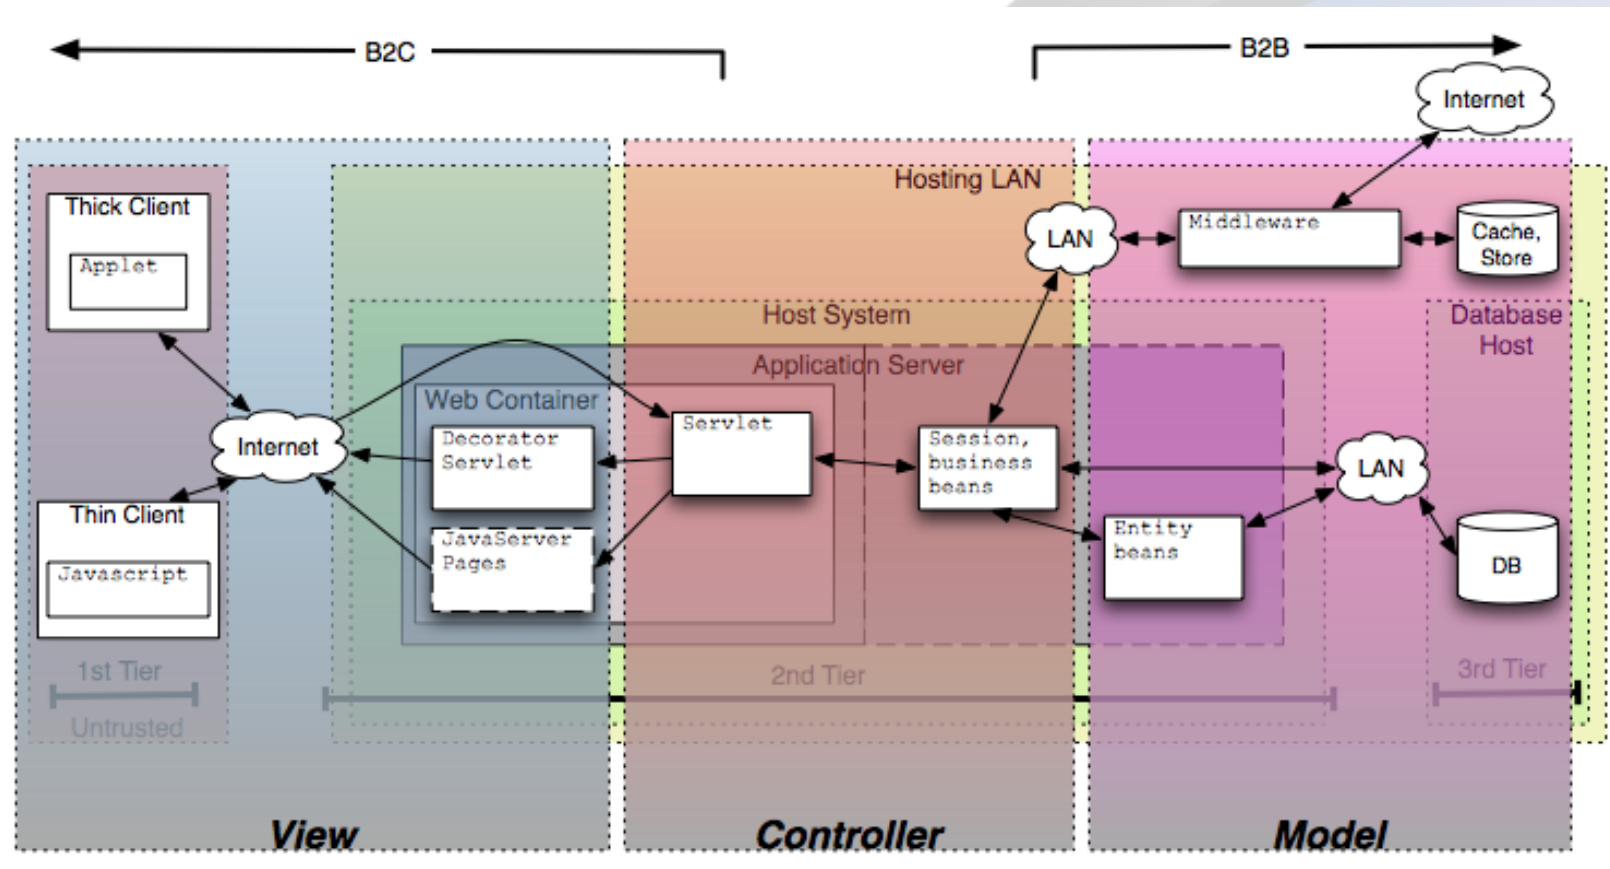 B2C
B2B
Internet
Hosting LAN
Thick Client
Applet
LAN
Middleware
Cache,
Store
Host System
Database
Host
Application Server
Web Container
Internet
Decorator
Servlet
Servlet
Session,
business
beans
LAN
Thin Client
Javascript
JavaServer
Pages
Entity
beans
DB
1st Tier
2nd Tier
3rd Tier
Untrusted
View
Controller
Model